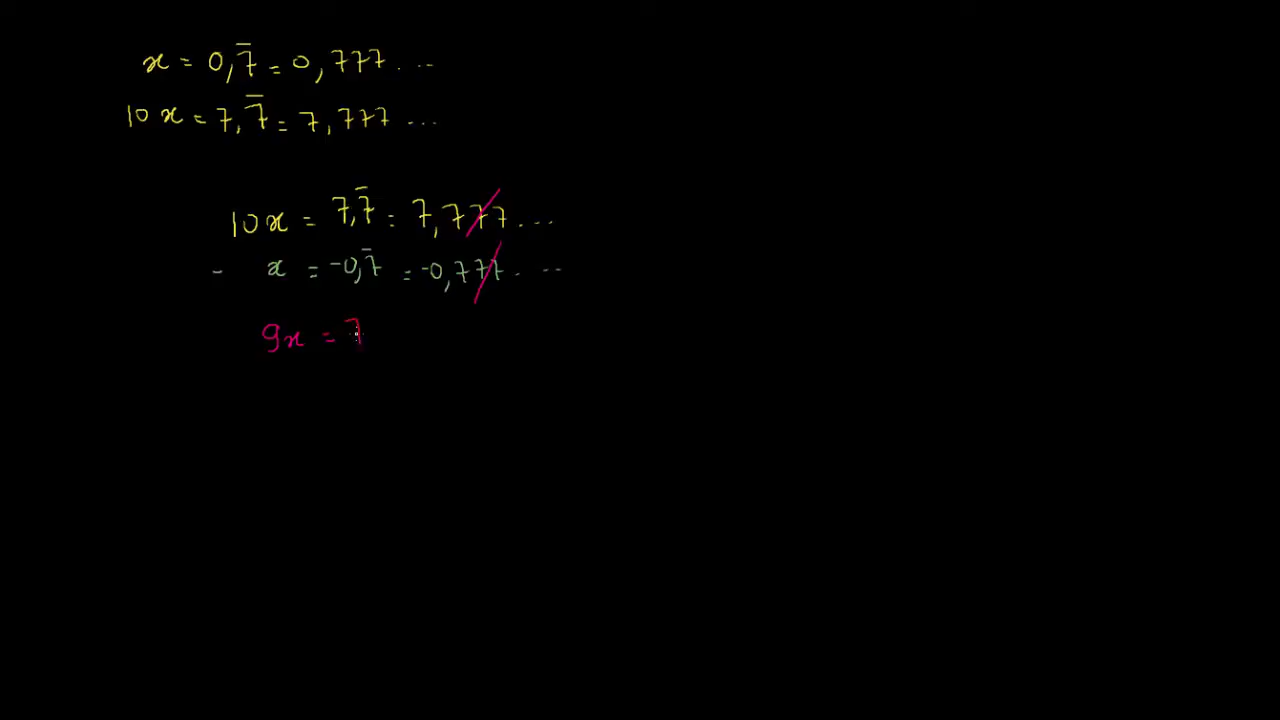 x = 0,7̅ = 0,777...
10x = 7,7̅ = 7,777...
10x = 7,7̅ = 7,777...
- x = -0,7̅ = -0,777...
9x = 7